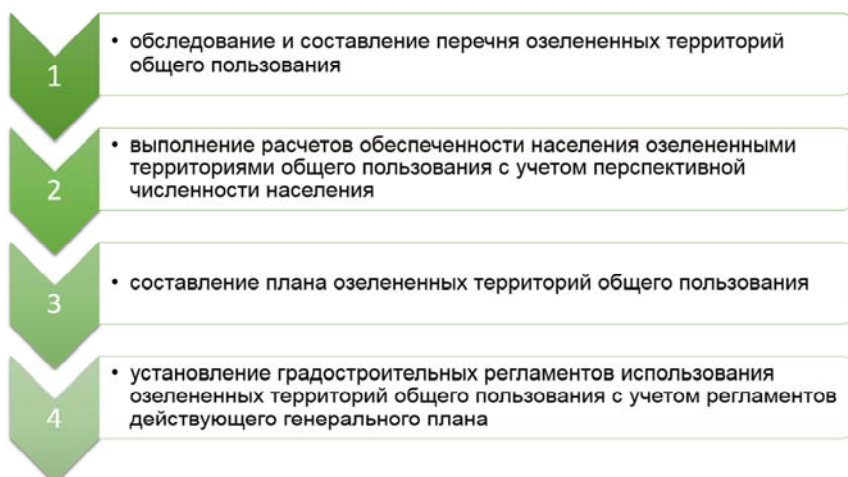 1
• обследование и составление перечня озелененных территорий
общего пользования
2
• выполнение расчетов обеспеченности населения озелененными
территориями общего пользования с учетом перспективной
численности населения
3
• составление плана озелененных территорий общего пользования
4
• установление градостроительных регламентов использования
озелененных территорий общего пользования с учетом регламентов
действующего генерального плана